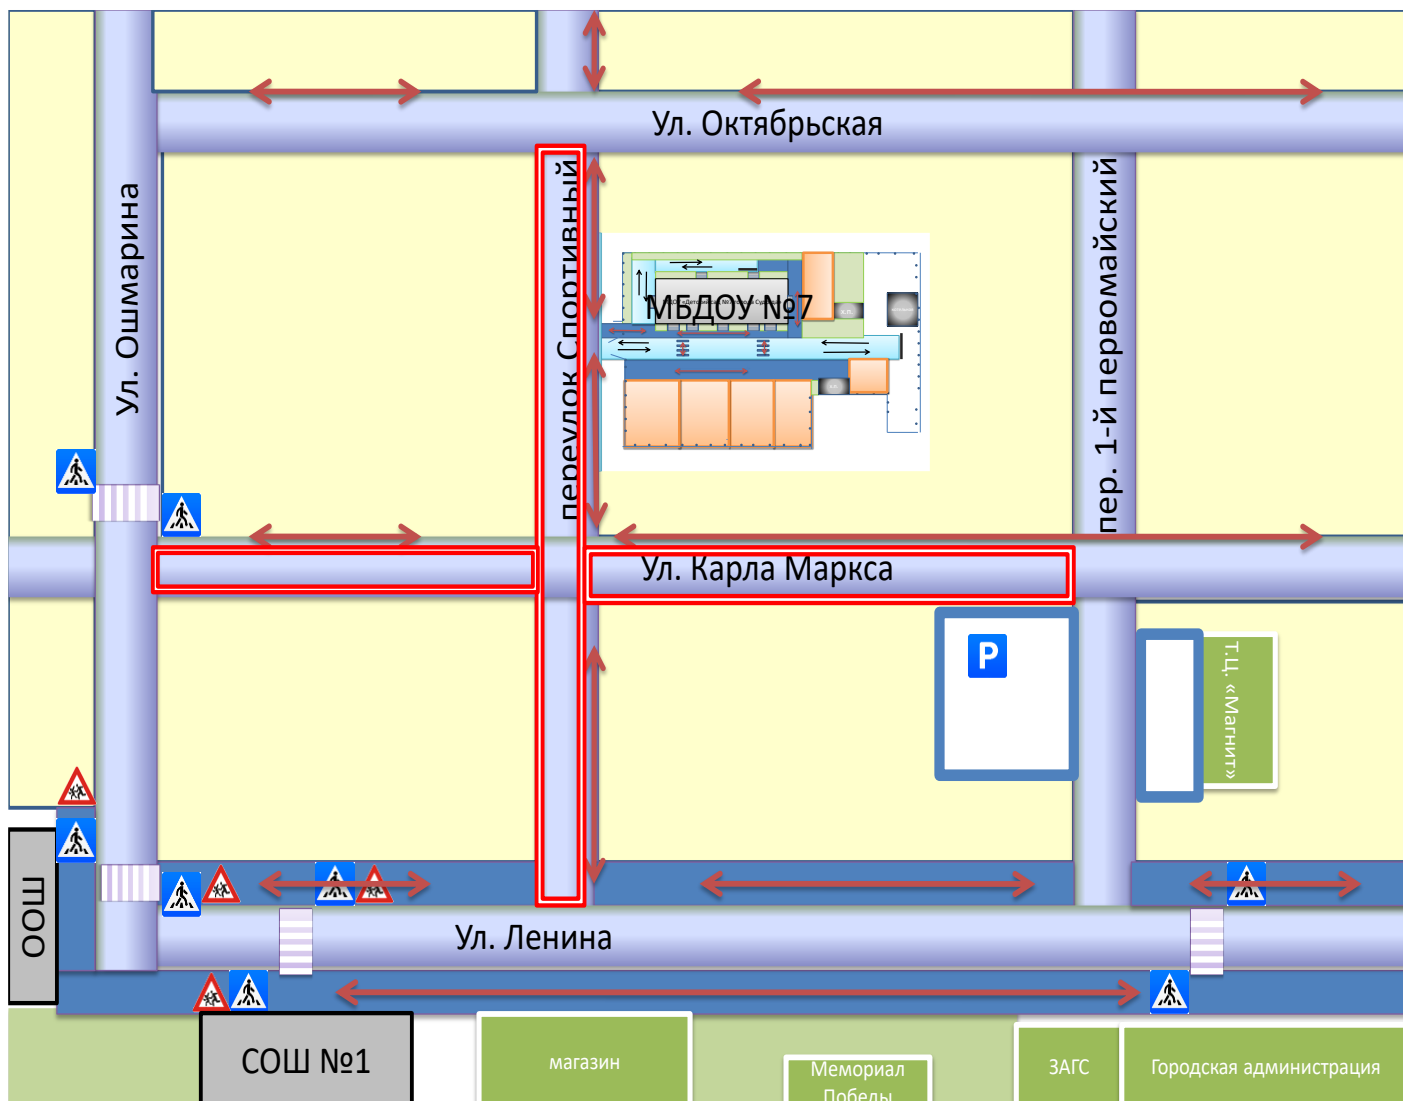 Ул. Октябрьская
Ул. Ошмарина
переулок Спортивный
пер. 1-й первомайский
МБДОУ №7
Ул. Карла Маркса
P
Т.Ц. «Магнит»
ООШ
Ул. Ленина
СОШ №1
магазин
Мемориал
Победы
ЗАГС
Городская администрация